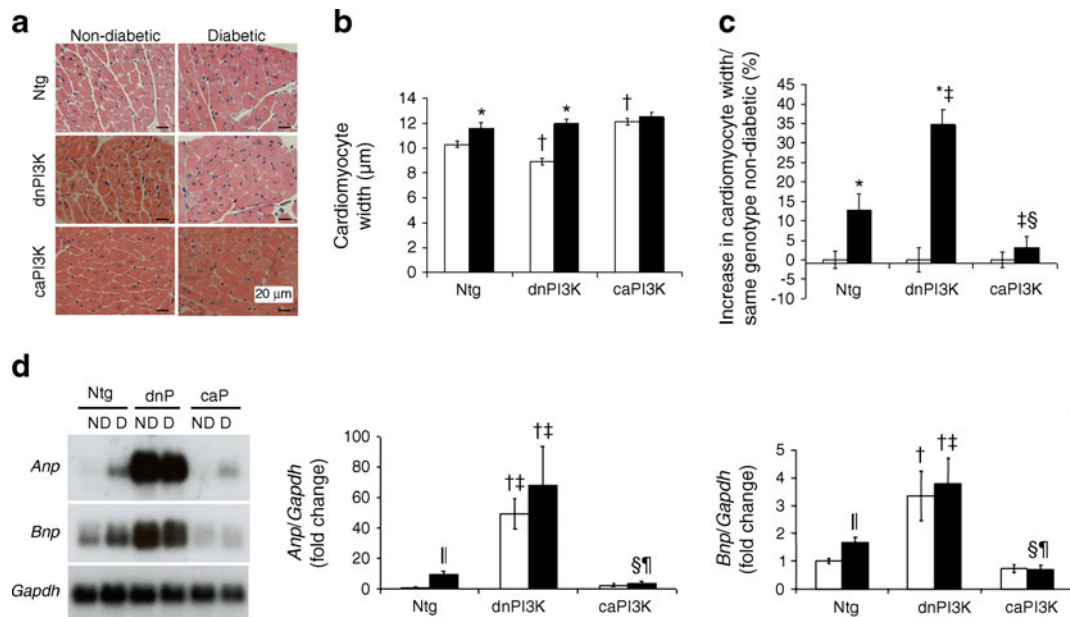 a
Non-diabetic Diabetic
Ntg
dnPI3K
caPI3K
20 µm
b
Cardiomyocyte
width (µm)
14
12
10
8
6
4
2
0
* * † † 
Ntg dnPI3K caPI3K
c
Increase in cardiomyocyte width/
same genotype non-diabetic (%)
45
40
35
30
25
20
15
10
5
0
-5
-10
*
*‡
‡§
Ntg dnPI3K caPI3K
d
Ntg dnP caP
ND D ND D ND D
Anp
Bnp
Gapdh
Anp/Gapdh
(fold change)
100
80
60
40
20
0
‖
†‡
†‡
§¶
Ntg dnPI3K caPI3K
Bnp/Gapdh
(fold change)
5
4
3
2
1
0
‖
†
†‡
§¶
Ntg dnPI3K caPI3K